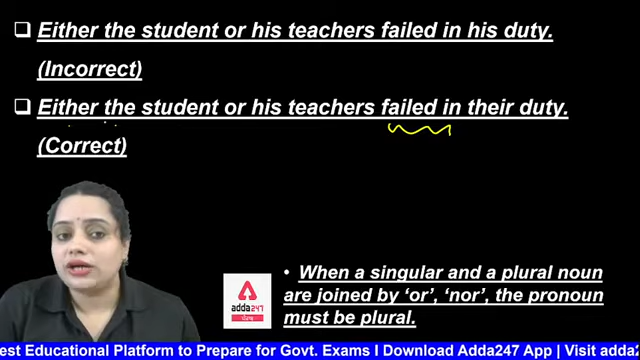 ❑ Either the student or his teachers failed in his duty.
(Incorrect)
❑ Either the student or his teachers failed in their duty.
(Correct)
• When a singular and a plural noun
are joined by ‘or’, ‘nor’, the pronoun
must be plural.
adda247
ਪੰਜਾਬੀ
est Educational Platform to Prepare for Govt. Exams I Download Adda247 App | Visit adda